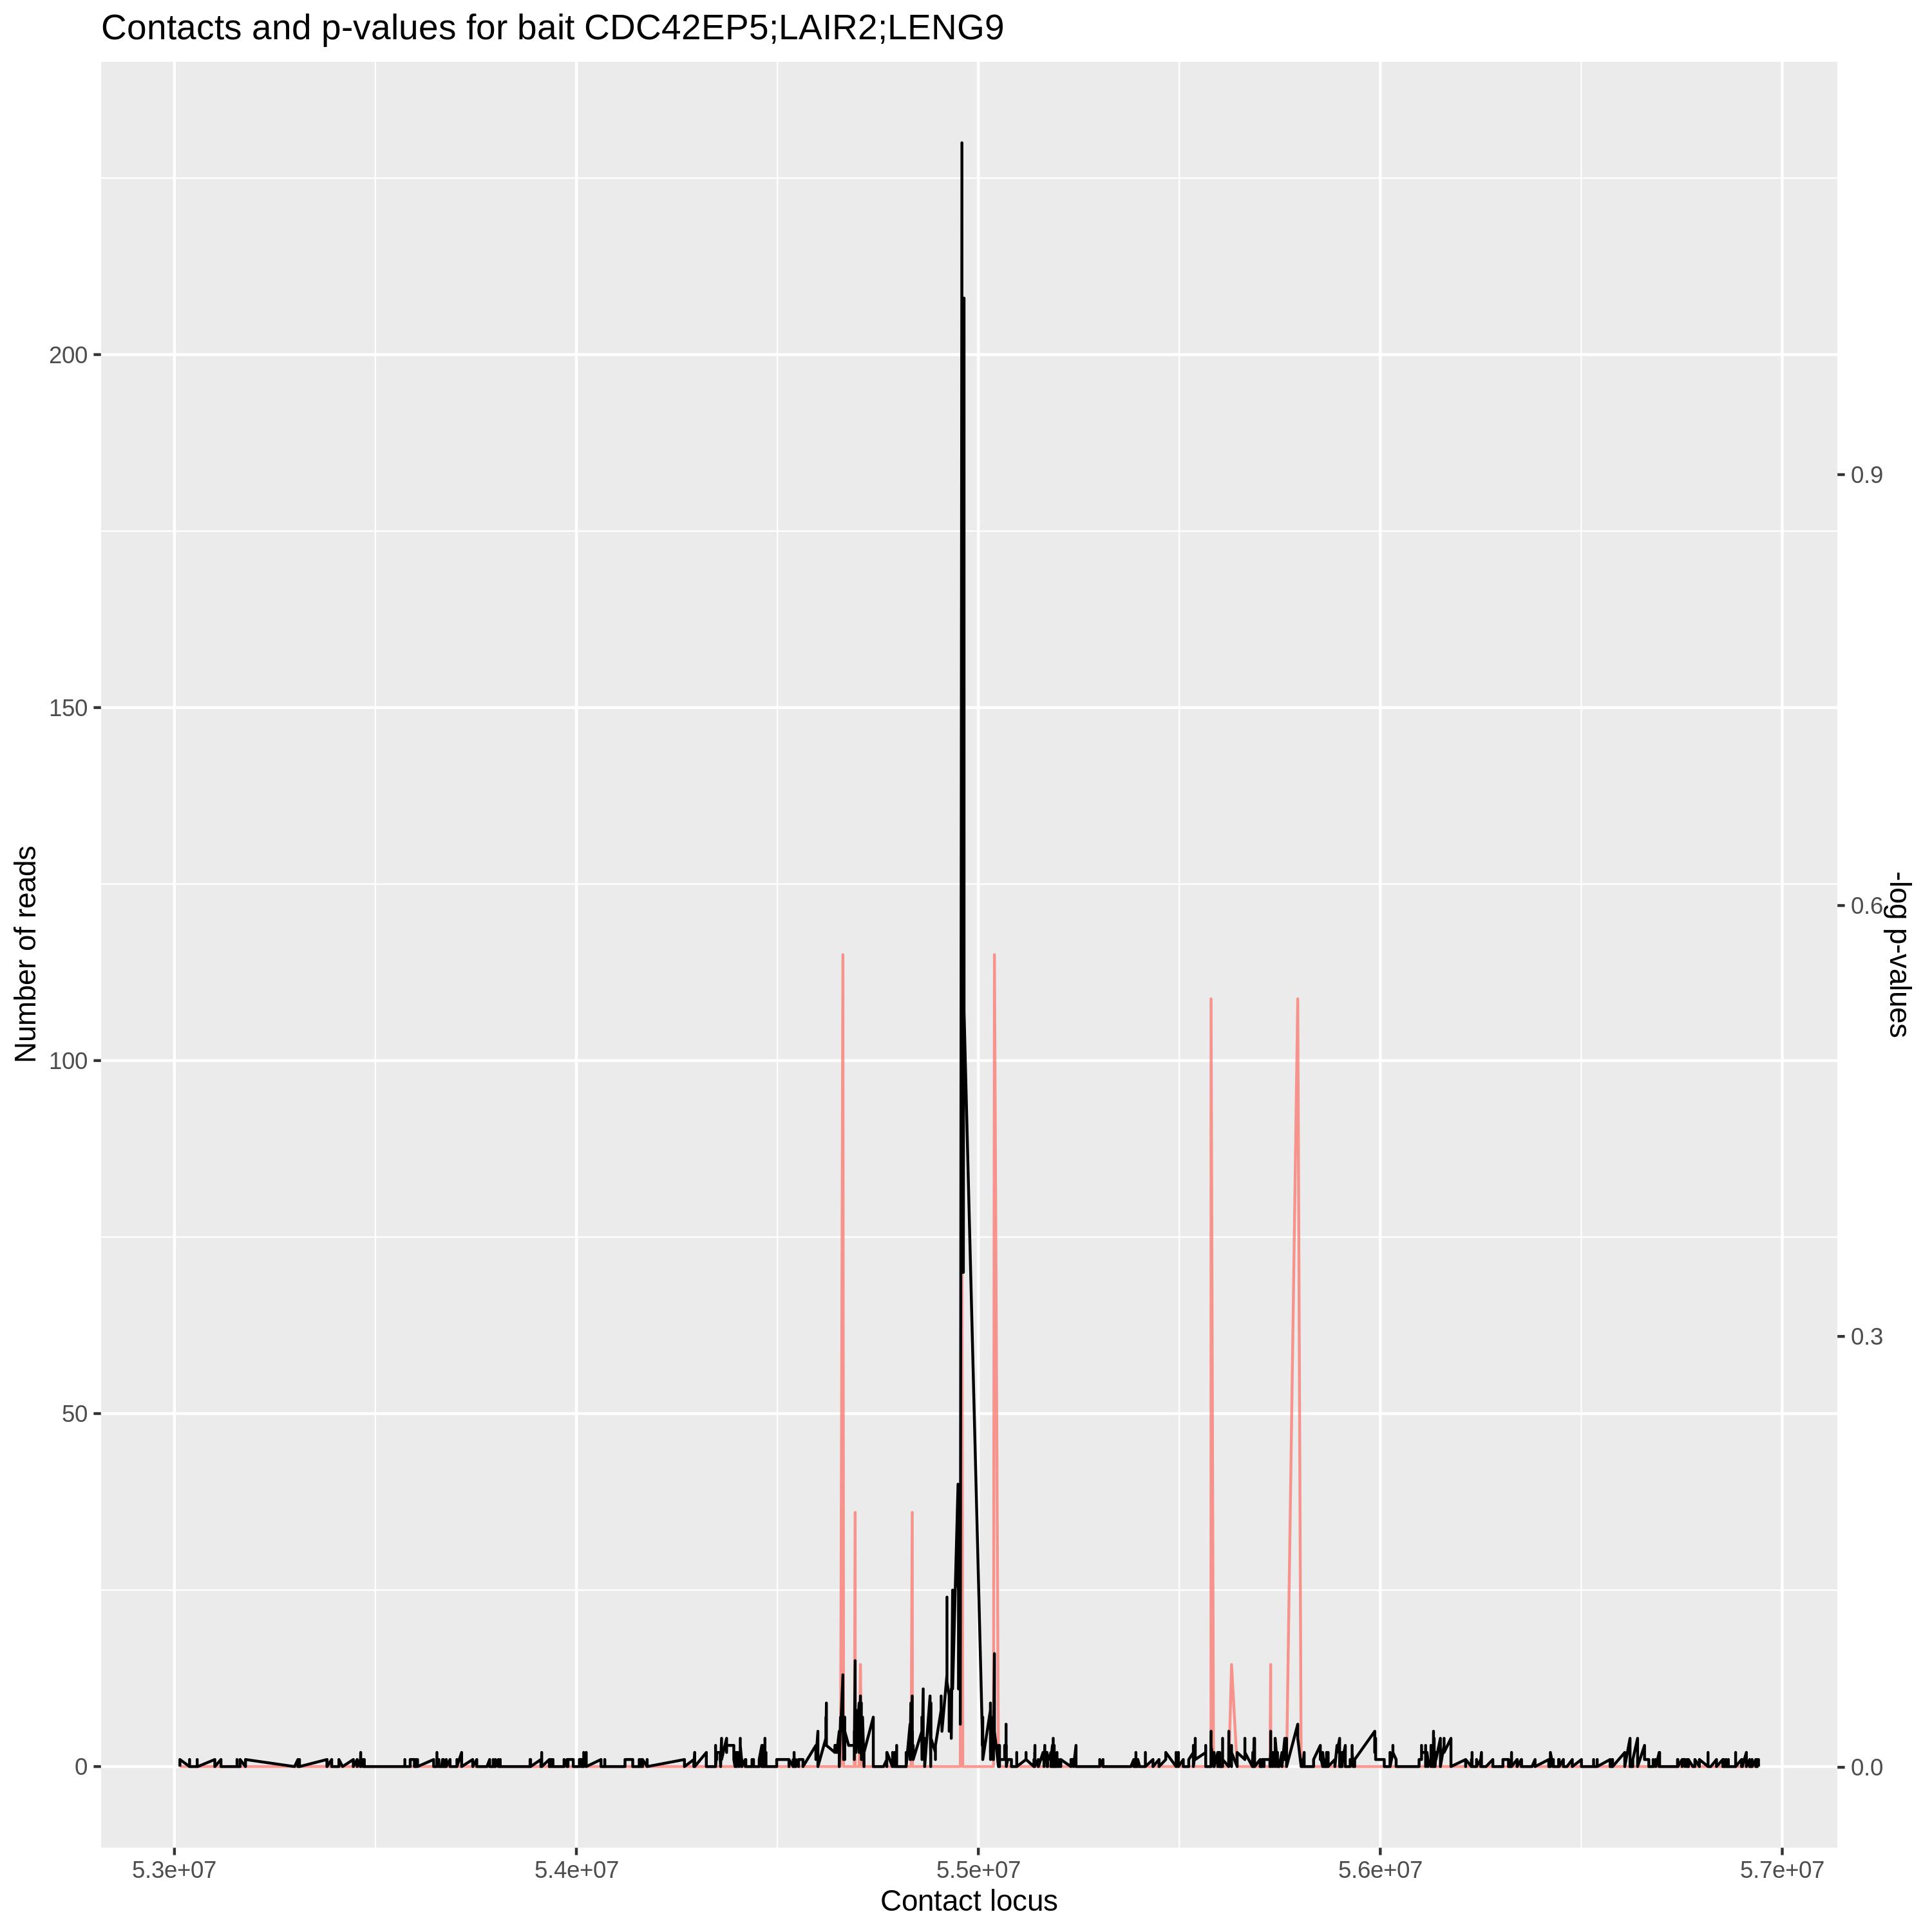 Contacts and p-values for bait CDC42EP5;LAIR2;LENG9
200
150
100
50
0
Number of reads
0.9
0.6
0.3
0.0
-log p-values
5.3e+07 5.4e+07 5.5e+07 5.6e+07 5.7e+07
Contact locus